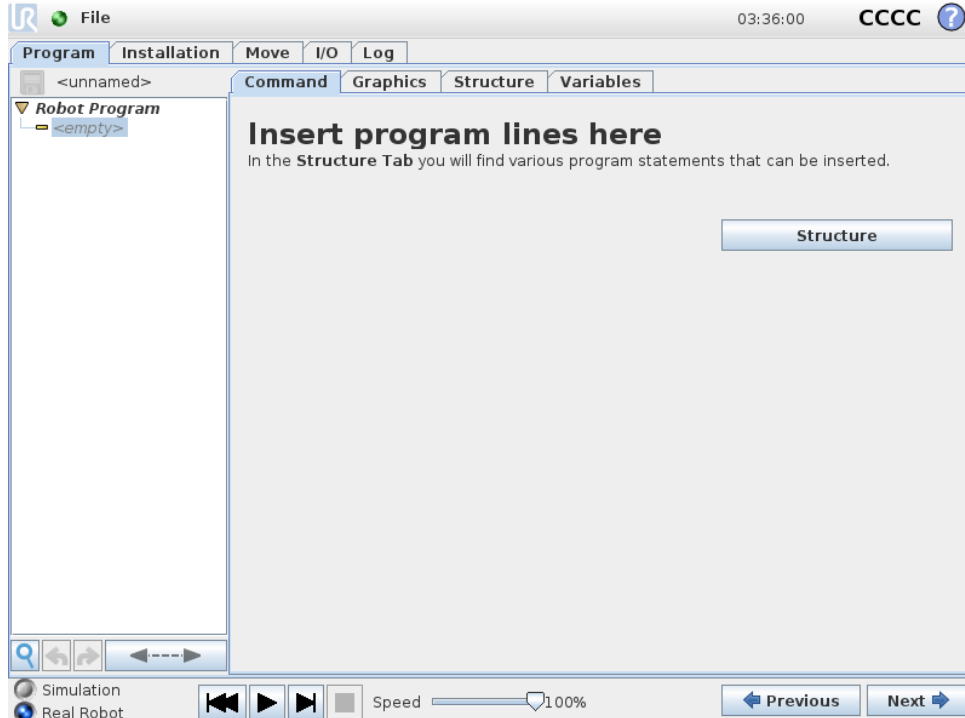 UR File 03:36:00 CCCC ?
Program Installation Move I/O Log
<unnamed> Command Graphics Structure Variables
Robot Program
<empty>
Insert program lines here
In the Structure Tab you will find various program statements that can be inserted.
Structure
Simulation
Real Robot
Speed 100% Previous Next